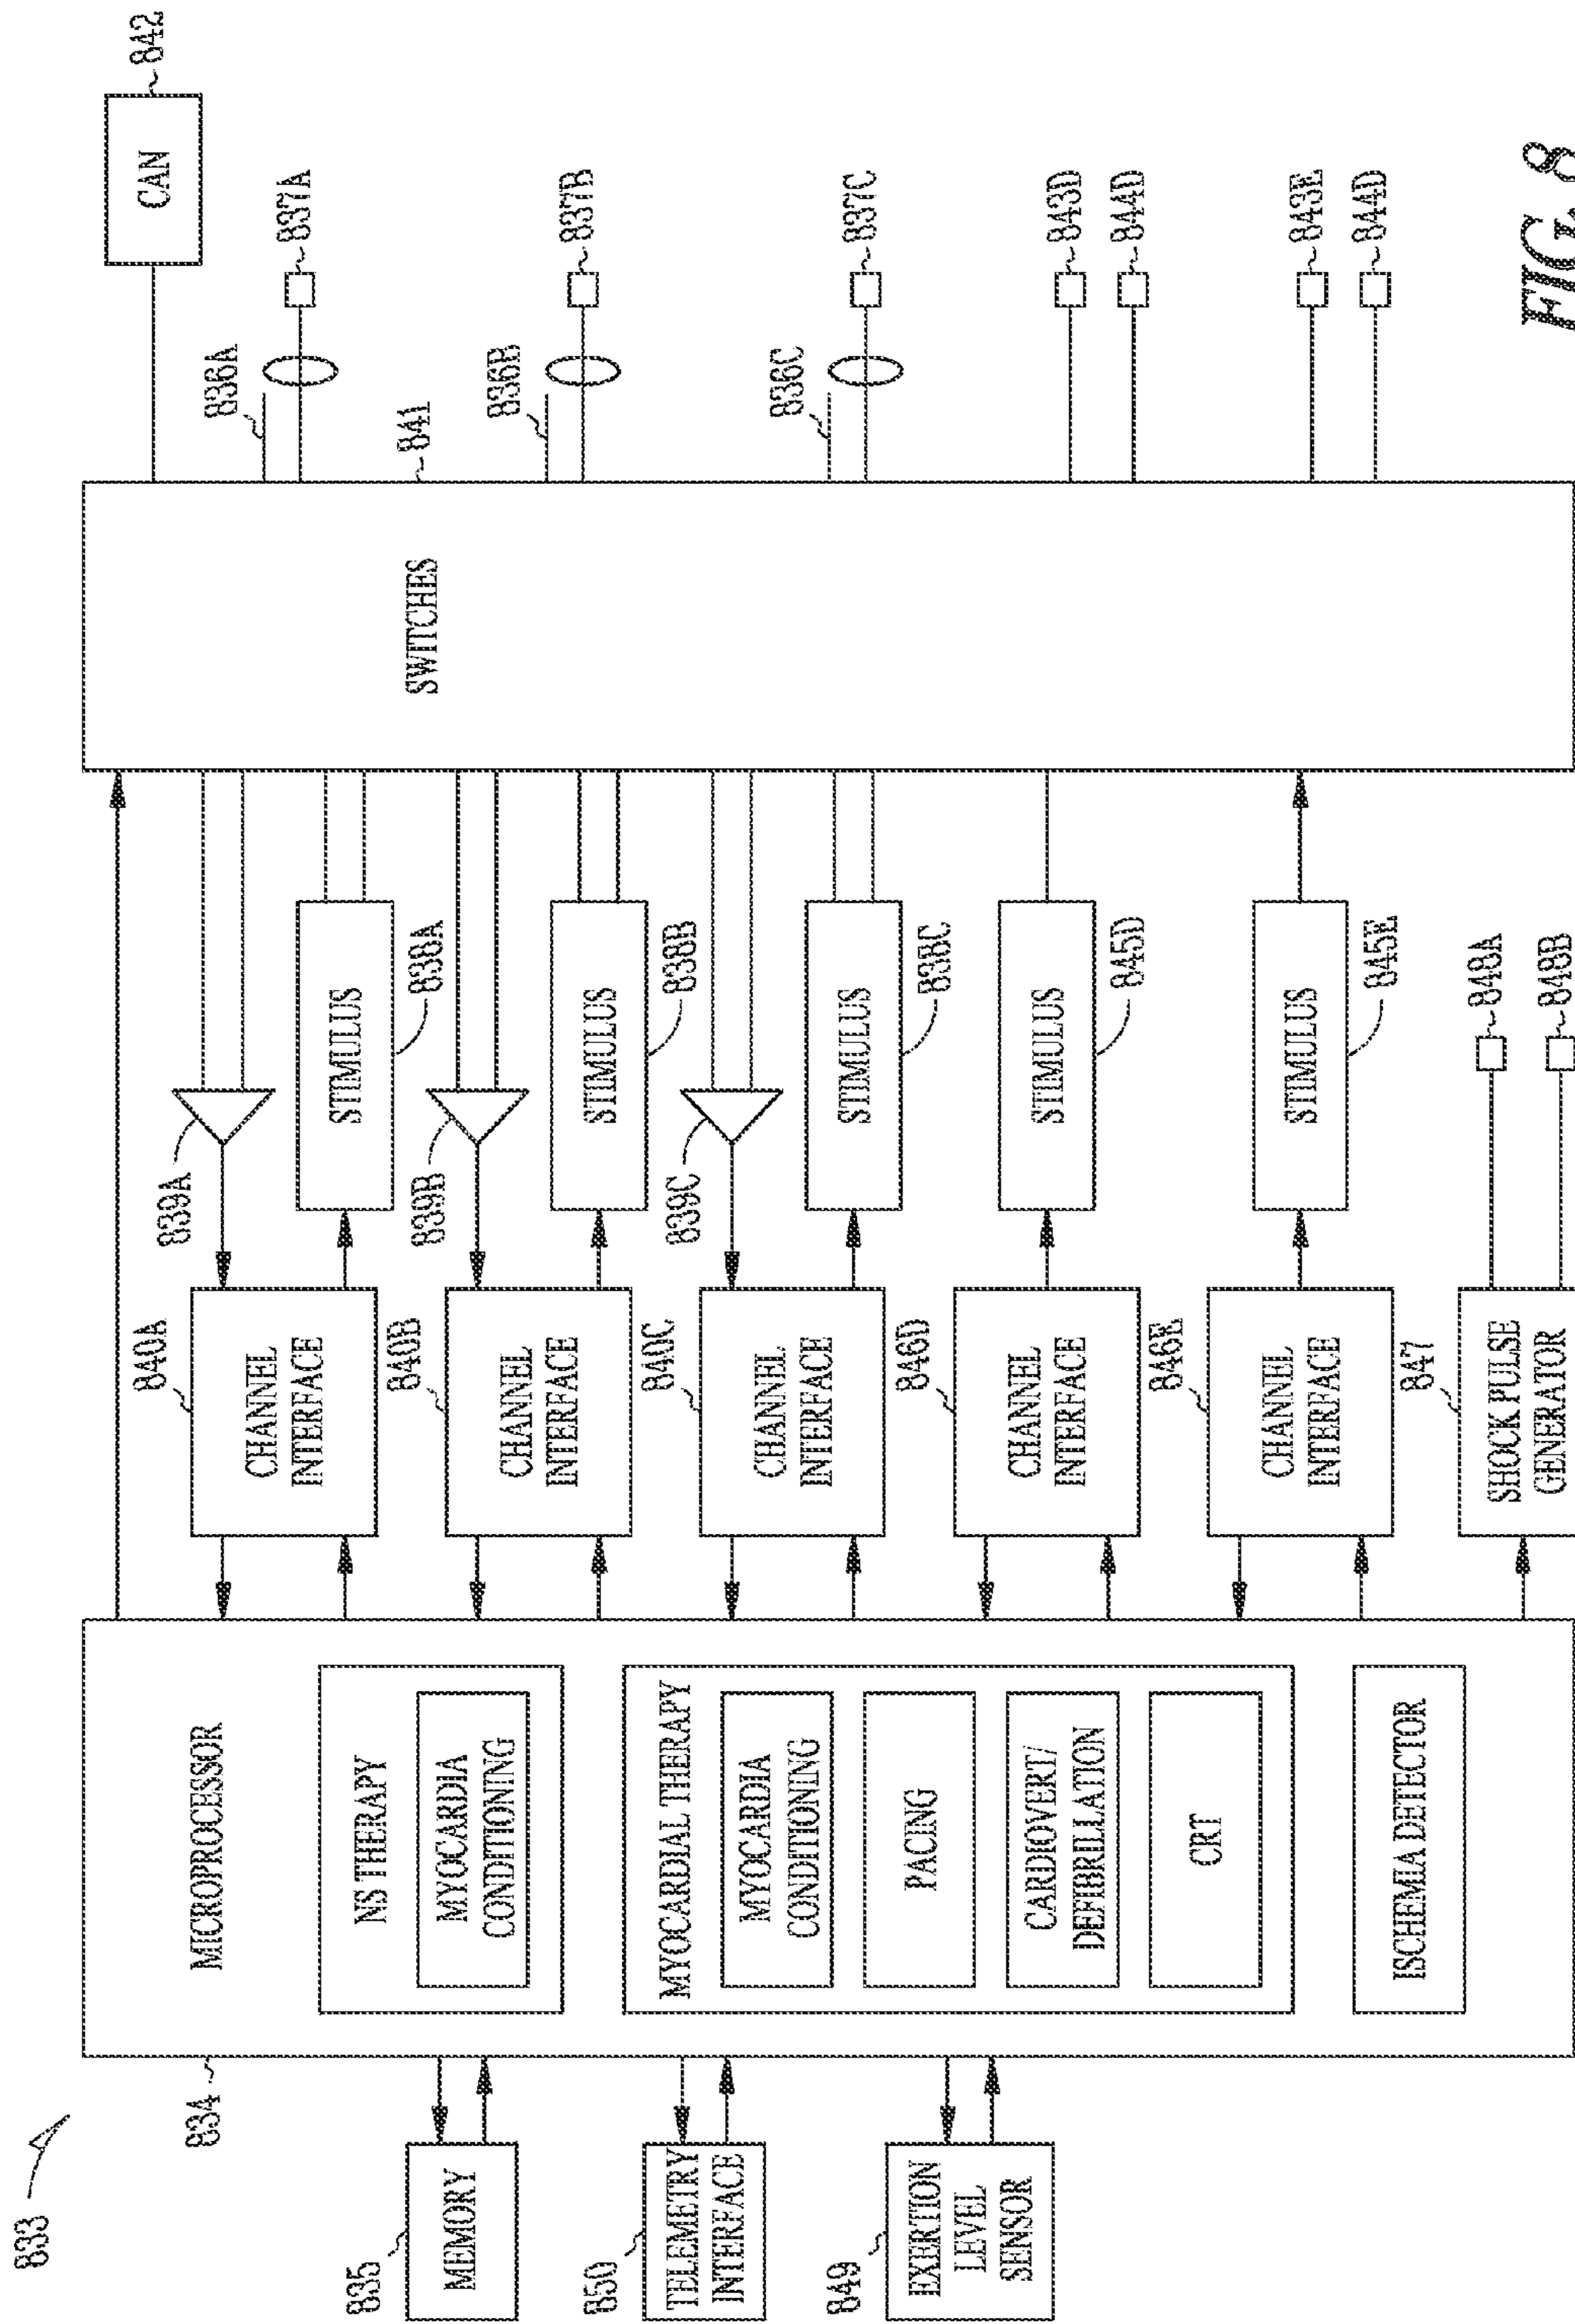 833
834
MICROPROCESSOR
NS THERAPY
MYOCARDIA
CONDITIONING
MYOCARDIAL THERAPY
MYOCARDIA
CONDITIONING
PACING
CARDIOVERT/
DEFIBRILLATION
CRT
ISCHEMIA DETECTOR
835
MEMORY
850
TELEMETRY
INTERFACE
849
EXERTION
LEVEL
SENSOR
840A
CHANNEL
INTERFACE
839A
STIMULUS
838A
840B
CHANNEL
INTERFACE
839B
STIMULUS
838B
840C
CHANNEL
INTERFACE
839C
STIMULUS
838C
846D
CHANNEL
INTERFACE
STIMULUS
845D
846E
CHANNEL
INTERFACE
STIMULUS
845E
847
SHOCK PULSE
GENERATOR
848A
848B
SWITCHES
841
CAN
842
836A
837A
836B
837B
836C
837C
843D
844D
843E
844D
FIG. 8